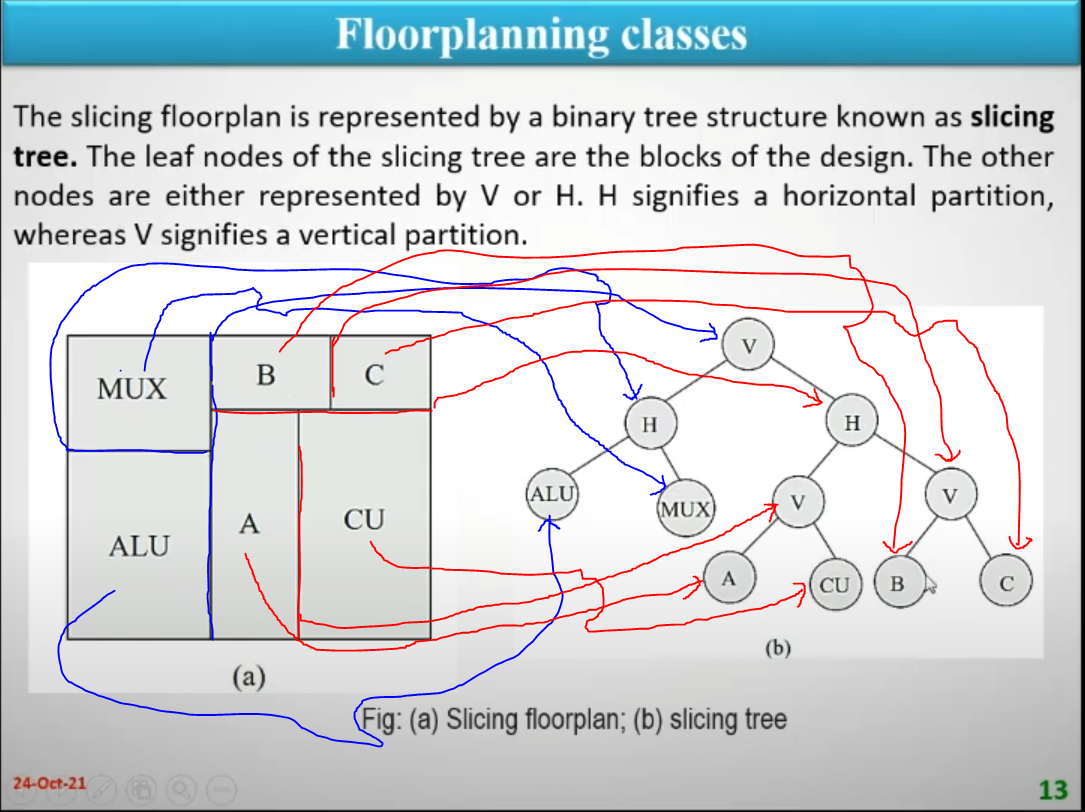 Floorplanning classes
The slicing floorplan is represented by a binary tree structure known as slicing
tree. The leaf nodes of the slicing tree are the blocks of the design. The other
nodes are either represented by V or H. H signifies a horizontal partition,
whereas V signifies a vertical partition.
MUX
B
C
ALU
A
CU
(a)
V
H
H
ALU
MUX
V
V
A
CU
B
C
(b)
Fig: (a) Slicing floorplan; (b) slicing tree
24-Oct-21
13